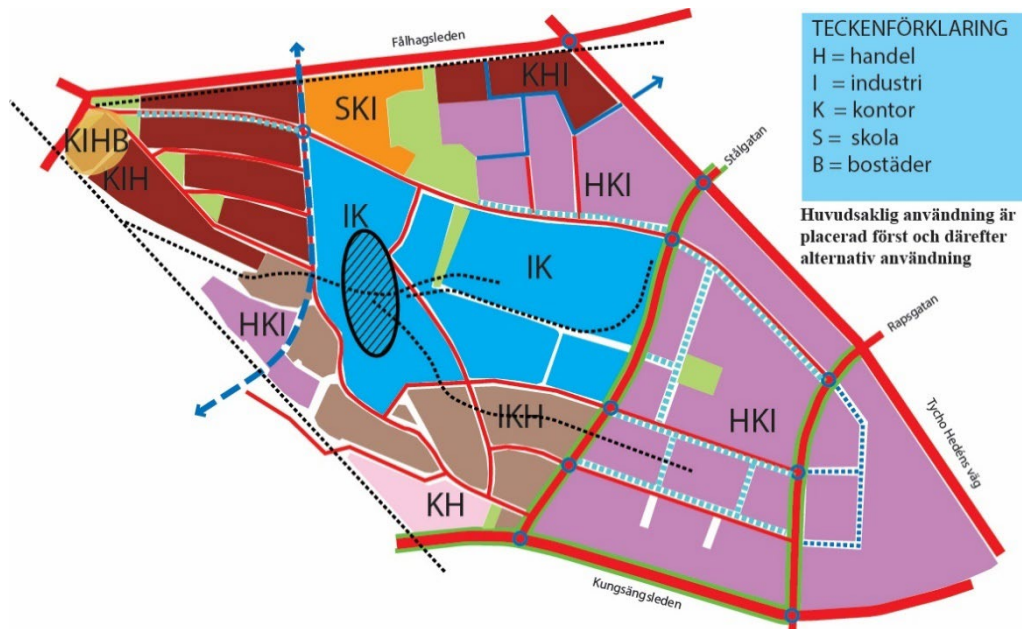 Fålhagsleden
TECKENFÖRKLARING
H = handel
I = industri
K = kontor
S = skola
B = bostäder
Huvudsaklig användning är
placerad först och därefter
alternativ användning
KHI
SKI
KIHB
KIH
Stålgatan
HKI
IK
IK
HKI
Rapsgatan
HKI
IKH
Tycho Hedéns väg
KH
Kungsängsleden